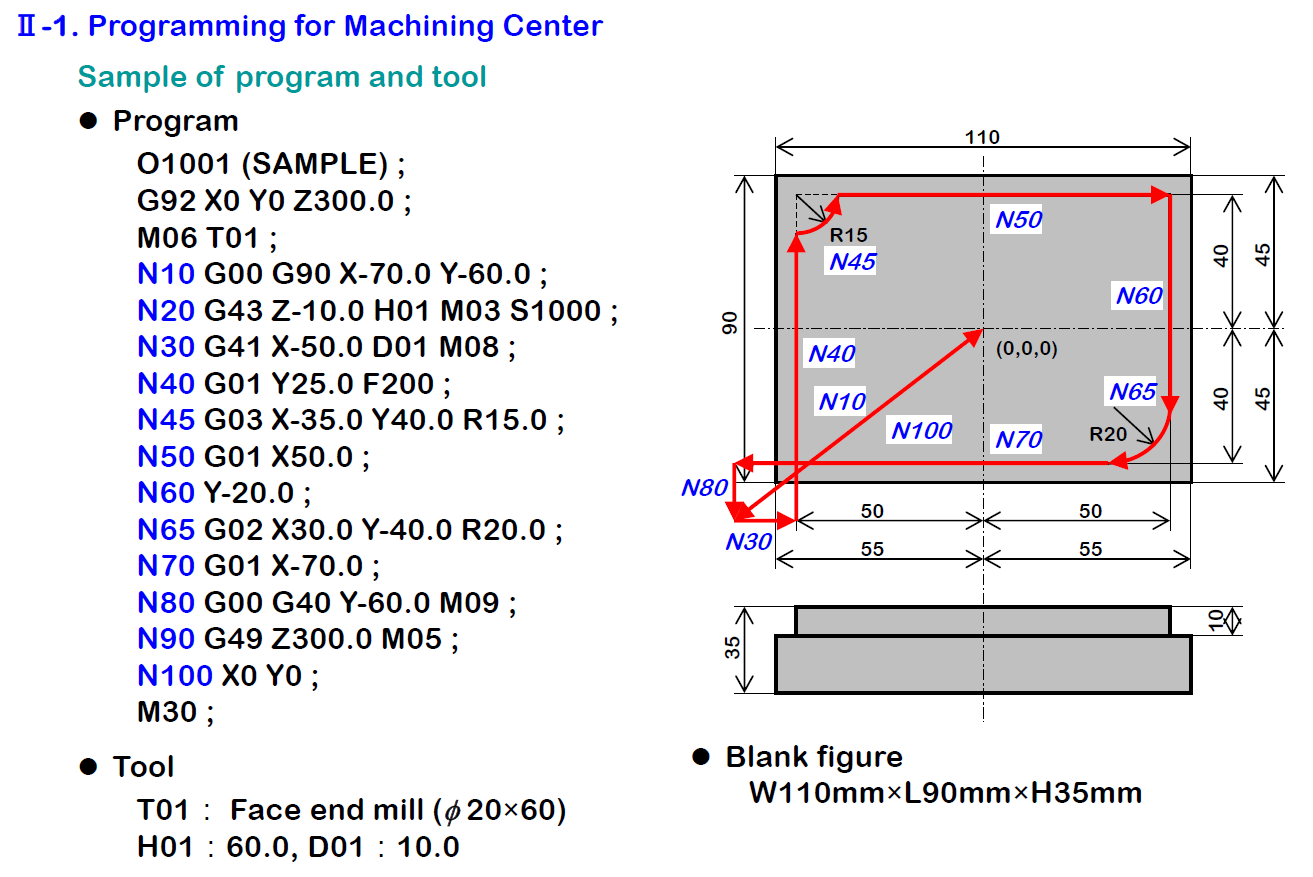 Ⅱ-1. Programming for Machining Center
Sample of program and tool
● Program
O1001 (SAMPLE) ;
G92 X0 Y0 Z300.0 ;
M06 T01 ;
N10 G00 G90 X-70.0 Y-60.0 ;
N20 G43 Z-10.0 H01 M03 S1000 ;
N30 G41 X-50.0 D01 M08 ;
N40 G01 Y25.0 F200 ;
N45 G03 X-35.0 Y40.0 R15.0 ;
N50 G01 X50.0 ;
N60 Y-20.0 ;
N65 G02 X30.0 Y-40.0 R20.0 ;
N70 G01 X-70.0 ;
N80 G00 G40 Y-60.0 M09 ;
N90 G49 Z300.0 M05 ;
N100 X0 Y0 ;
M30 ;
● Tool
T01 : Face end mill (φ20×60)
H01 : 60.0, D01 : 10.0
110
N50
R15
N45
40
45
N60
90
(0,0,0)
N40
N10
N65
40
45
N100
N70
R20
N80
50
50
N30
55
55
10
35
● Blank figure
W110mm×L90mm×H35mm